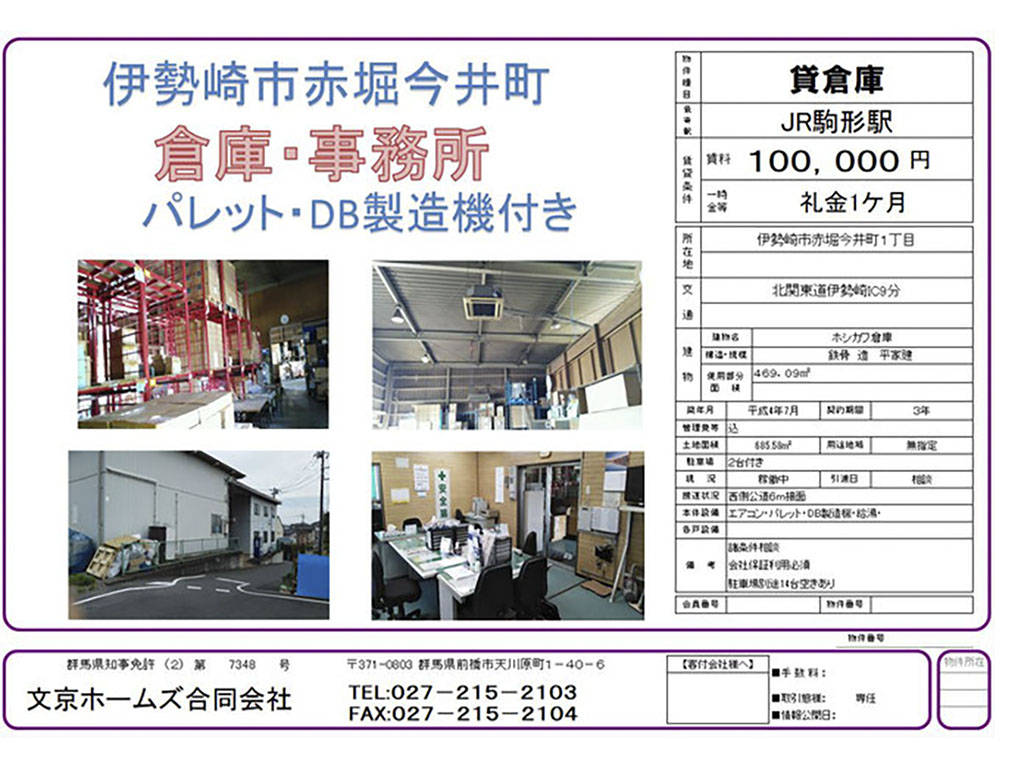 伊勢崎市赤堀今井町
倉庫・事務所
パレット・DB製造機付き
安全第
物件種目
貸倉庫
最寄駅
JR駒形駅
賃貸条件
賃料
100,000円
一時金等
礼金1ケ月
所在地
伊勢崎市赤堀今井町1丁目
交通
北関東道伊勢崎IC9分
建物
建物名
ホシカワ倉庫
構造・規模
鉄骨 造 平家建
使用部分面積
469.09㎡
築年月
平成4年7月
契約期間
3年
管理費等
込
土地面積
685.58㎡
用途地域
無指定
駐車場
2台付き
現況
稼働中
引渡日
相談
接道状況
西側公道6m接面
本体設備
エアコン・パレット・DB製造機・給湯・
各戸設備
備考
諸条件相談
会社保証利用必須
駐車場別途14台空きあり
会員番号
物件番号
物件番号
群馬県知事免許(2)第 7348 号
文京ホームズ合同会社
〒371-0803 群馬県前橋市天川原町1-40-6
TEL:027-215-2103
FAX:027-215-2104
【客付会社様へ】
■手数料:
■取引態様: 専任
■情報公開日:
物件所在